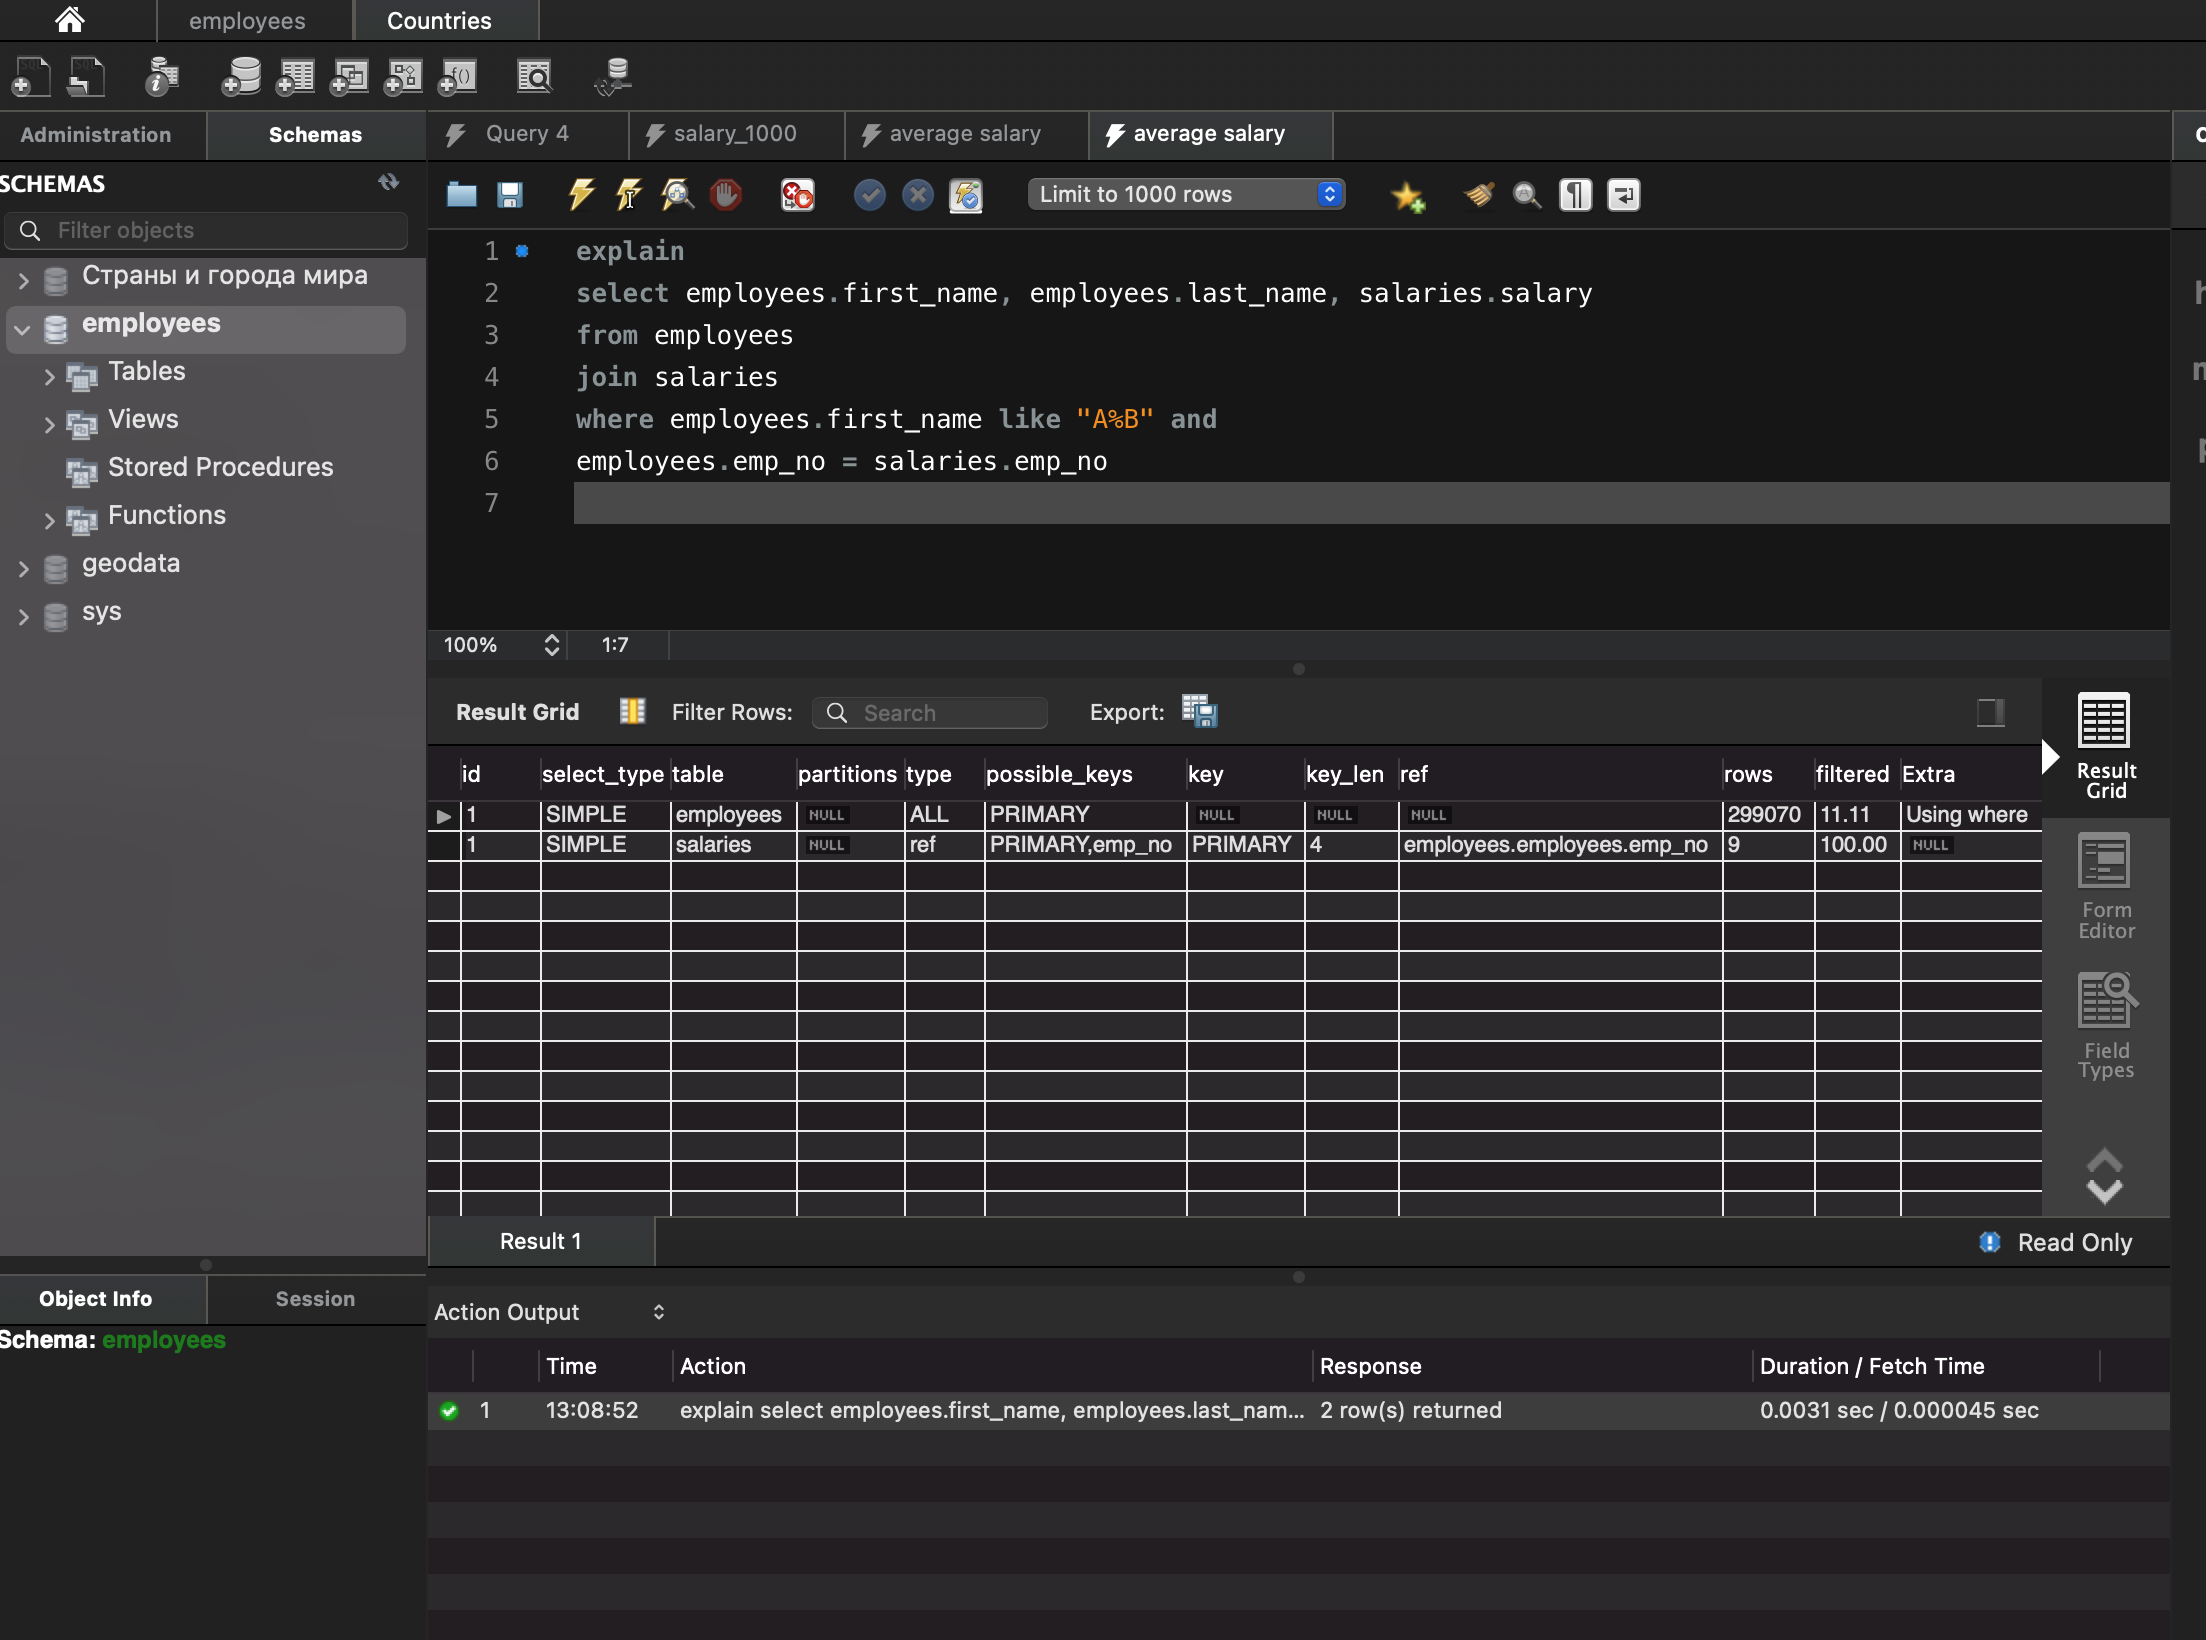 employees Countries
Administration Schemas
SCHEMAS
Filter objects
Страны и города мира
employees
Tables
Views
Stored Procedures
Functions
geodata
sys
Object Info Session
Schema: employees
Query 4 salary_1000 average salary average salary
Limit to 1000 rows
1 explain
2 select employees.first_name, employees.last_name, salaries.salary
3 from employees
4 join salaries
5 where employees.first_name like "A%B" and
6 employees.emp_no = salaries.emp_no
7
100% 1:7
Result Grid Filter Rows: Search Export:
id select_type table partitions type possible_keys key key_len ref rows filtered Extra
1 SIMPLE employees NULL ALL PRIMARY NULL NULL NULL 299070 11.11 Using where
1 SIMPLE salaries NULL ref PRIMARY,emp_no PRIMARY 4 employees.employees.emp_no 9 100.00 NULL
Result
Grid
Form
Editor
Field
Types
Result 1 Read Only
Action Output
Time Action Response Duration / Fetch Time
1 13:08:52 explain select employees.first_name, employees.last_nam... 2 row(s) returned 0.0031 sec / 0.000045 sec